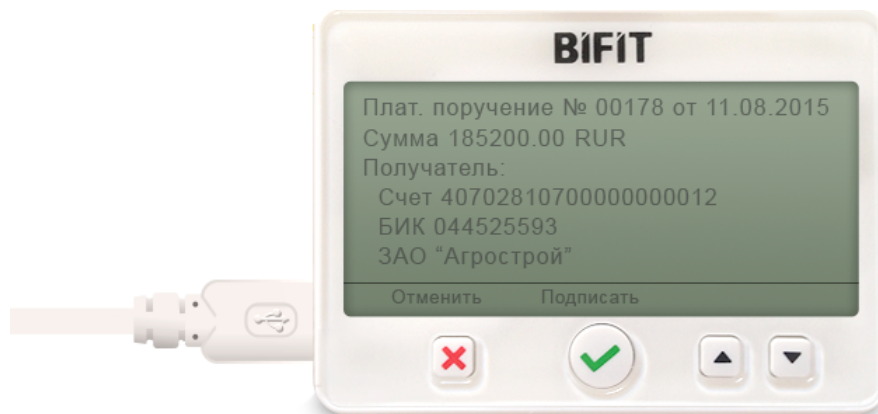 BIFIT
Плат. поручение № 00178 от 11.08.2015
Сумма 185200.00 RUR
Получатель:
Счет 40702810700000000012
БИК 044525593
ЗАО “Агрострой”
Отменить Подписать